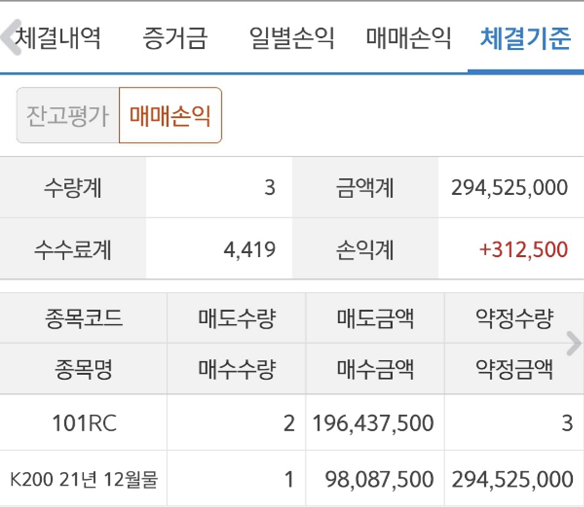 체결내역 증거금 일별손익 매매손익 체결기준
잔고평가 매매손익
수량계 3 금액계 294,525,000
수수료계 4,419 손익계 +312,500
종목코드 매도수량 매도금액 약정수량
종목명 매수수량 매수금액 약정금액
101RC 2 196,437,500 3
K200 21년 12월물 1 98,087,500 294,525,000